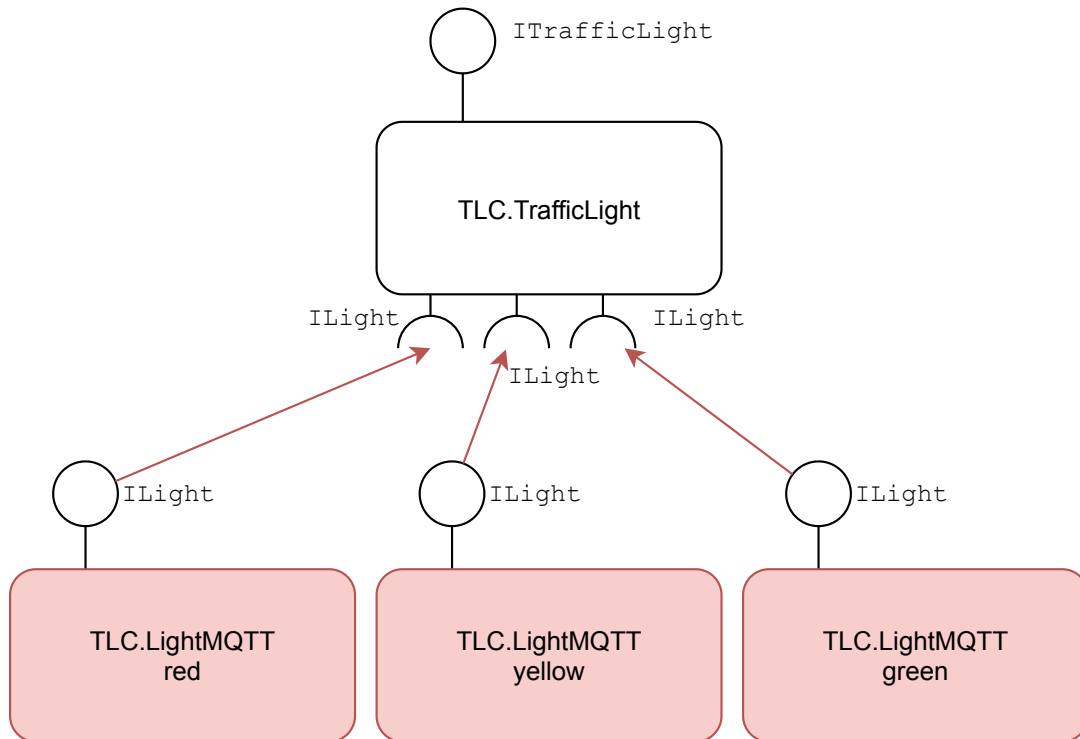 ITrafficLight
TLC.TrafficLight
ILight
ILight
ILight
ILight
ILight
ILight
TLC.LightMQTT
red
TLC.LightMQTT
yellow
TLC.LightMQTT
green